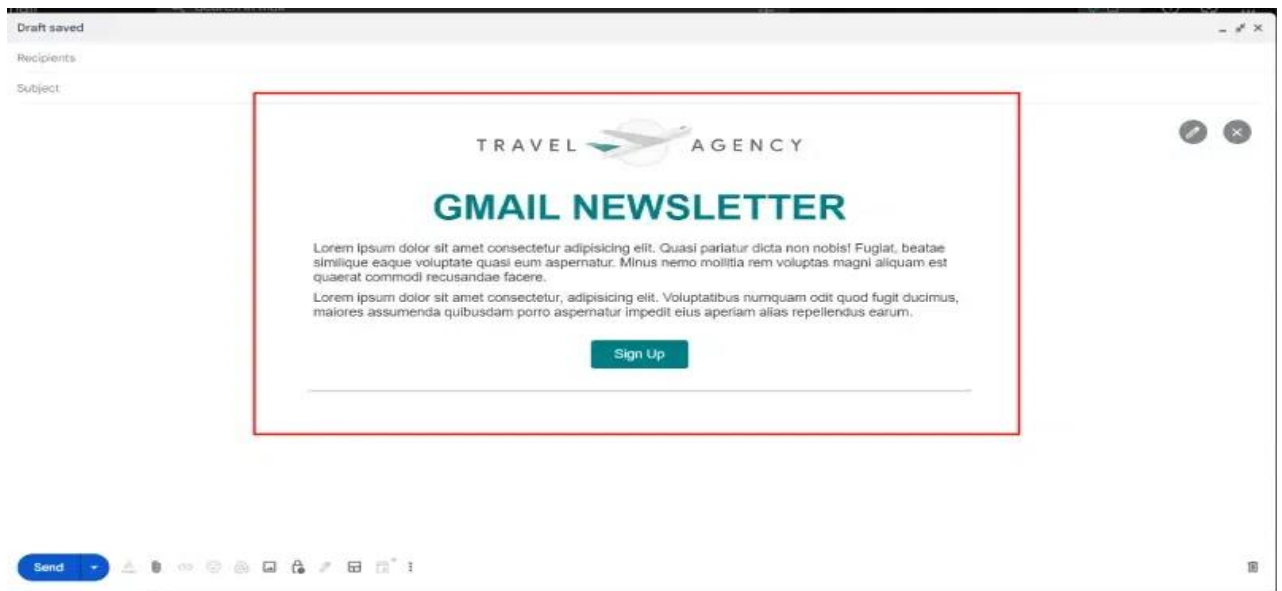 Draft saved
Recipients
Subject
TRAVEL AGENCY
GMAIL NEWSLETTER
Lorem ipsum dolor sit amet consectetur adipisicing elit. Quasi pariatur dicta non nobis! Fugiat, beatae
similique eaque voluptate quasi eum aspernatur. Minus nemo mollitia rem voluptas magni aliquam est
quaerat commodi recusandae facere.
Lorem ipsum dolor sit amet consectetur, adipisicing elit. Voluptatibus numquam odit quod fugit ducimus,
maiores assumenda quibusdam porro aspernatur impedit eius aperiam alias repellendus earum.
Sign Up
Send